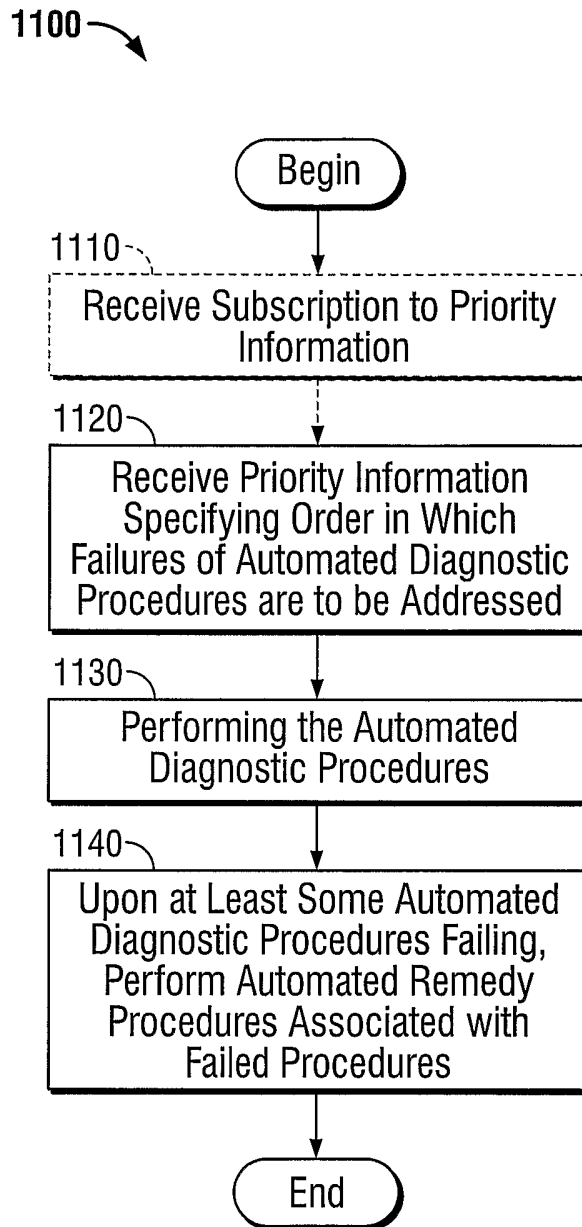 1100
Begin
1110
Receive Subscription to Priority
Information
1120
Receive Priority Information
Specifying Order in Which
Failures of Automated Diagnostic
Procedures are to be Addressed
1130
Performing the Automated
Diagnostic Procedures
1140
Upon at Least Some Automated
Diagnostic Procedures Failing,
Perform Automated Remedy
Procedures Associated with
Failed Procedures
End